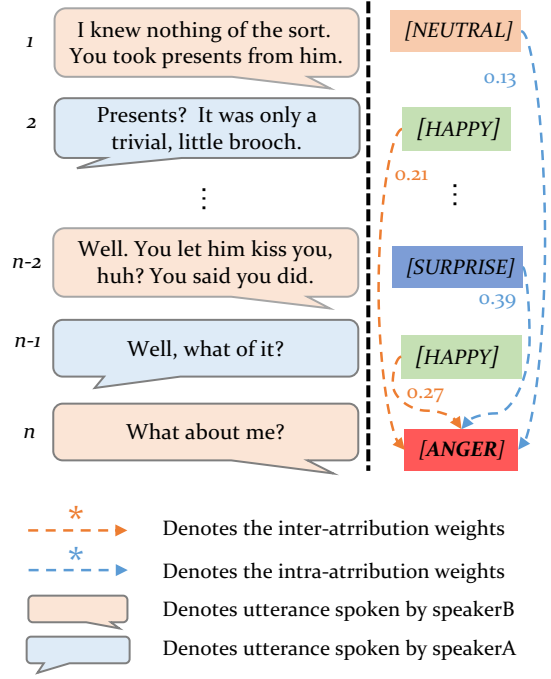 1
I knew nothing of the sort.
You took presents from him.
[NEUTRAL]
0.13
2
Presents? It was only a
trivial, little brooch.
[HAPPY]
0.21
⋮
⋮
n-2
Well. You let him kiss you,
huh? You said you did.
[SURPRISE]
0.39
n-1
Well, what of it?
[HAPPY]
0.27
n
What about me?
[ANGER]
* Denotes the inter-atrribution weights
* Denotes the intra-atrribution weights
Denotes utterance spoken by speakerB
Denotes utterance spoken by speakerA